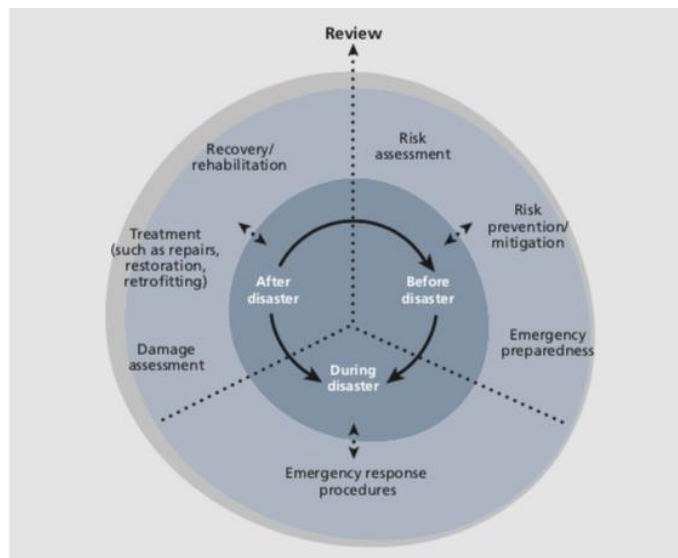 Review
Recovery/
rehabilitation
Risk
assessment
Risk
prevention/
mitigation
Treatment
(such as repairs,
restoration,
retrofitting)
After
disaster
Before
disaster
Damage
assessment
Emergency
preparedness
During
disaster
Emergency response
procedures